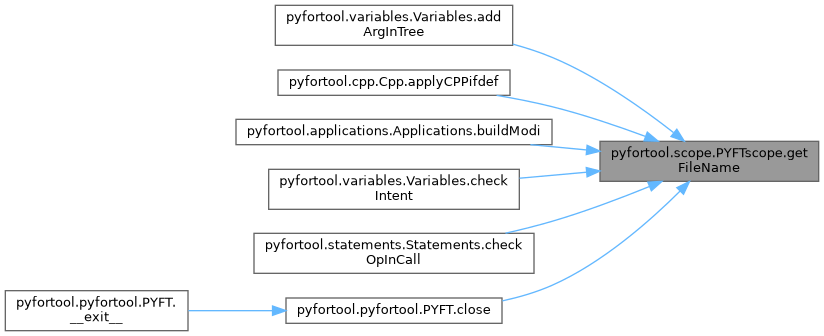 pyfortool.variables.Variables.add
ArgInTree
pyfortool.cpp.Cpp.applyCPPifdef
pyfortool.applications.Applications.buildModi
pyfortool.scope.PYFTscope.get
FileName
pyfortool.variables.Variables.check
Intent
pyfortool.statements.Statements.check
OpInCall
pyfortool.pyfortool.PYFT.
__exit__
pyfortool.pyfortool.PYFT.close